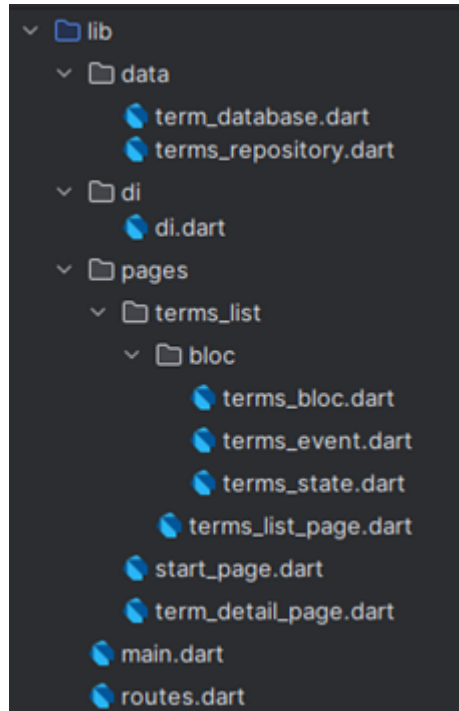 lib
data
term_database.dart
terms_repository.dart
di
di.dart
pages
terms_list
bloc
terms_bloc.dart
terms_event.dart
terms_state.dart
terms_list_page.dart
start_page.dart
term_detail_page.dart
main.dart
routes.dart